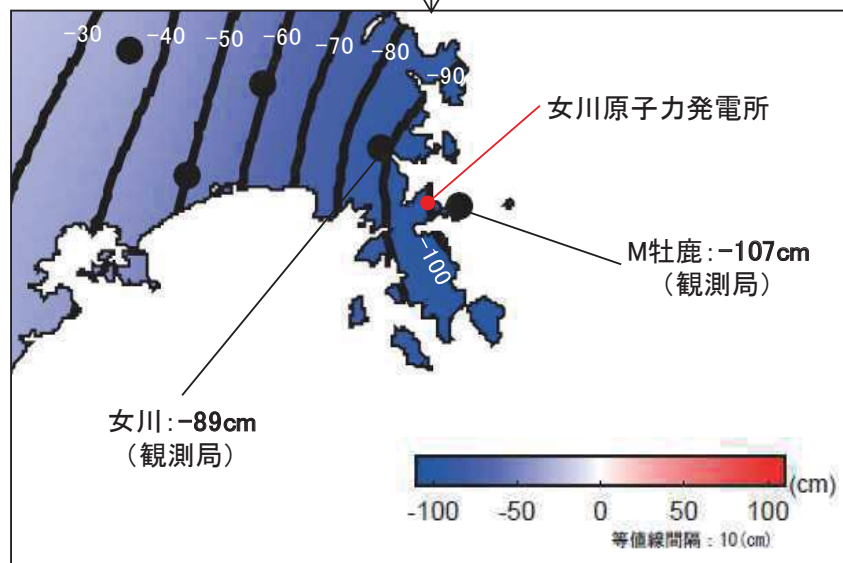 -30
-40
-50
-60
-70
-80
-90
女川原子力発電所
M牡鹿：-107cm
（観測局）
-100
女川：-89cm
（観測局）
(cm)
-100 -50 0 50 100
等値線間隔：10(cm)